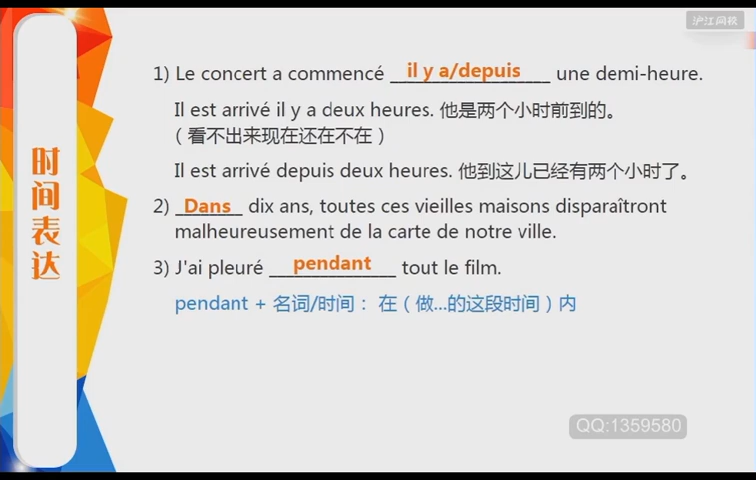 沪江网校
时间表达
1) Le concert a commencé il y a/depuis une demi-heure.
Il est arrivé il y a deux heures. 他是两个小时前到的。
（看不出来现在还在不在）
Il est arrivé depuis deux heures. 他到这儿已经有两个小时了。
2) Dans dix ans, toutes ces vieilles maisons disparaîtront
malheureusement de la carte de notre ville.
3) J'ai pleuré pendant tout le film.
pendant + 名词/时间： 在（做...的这段时间）内
QQ:1359580